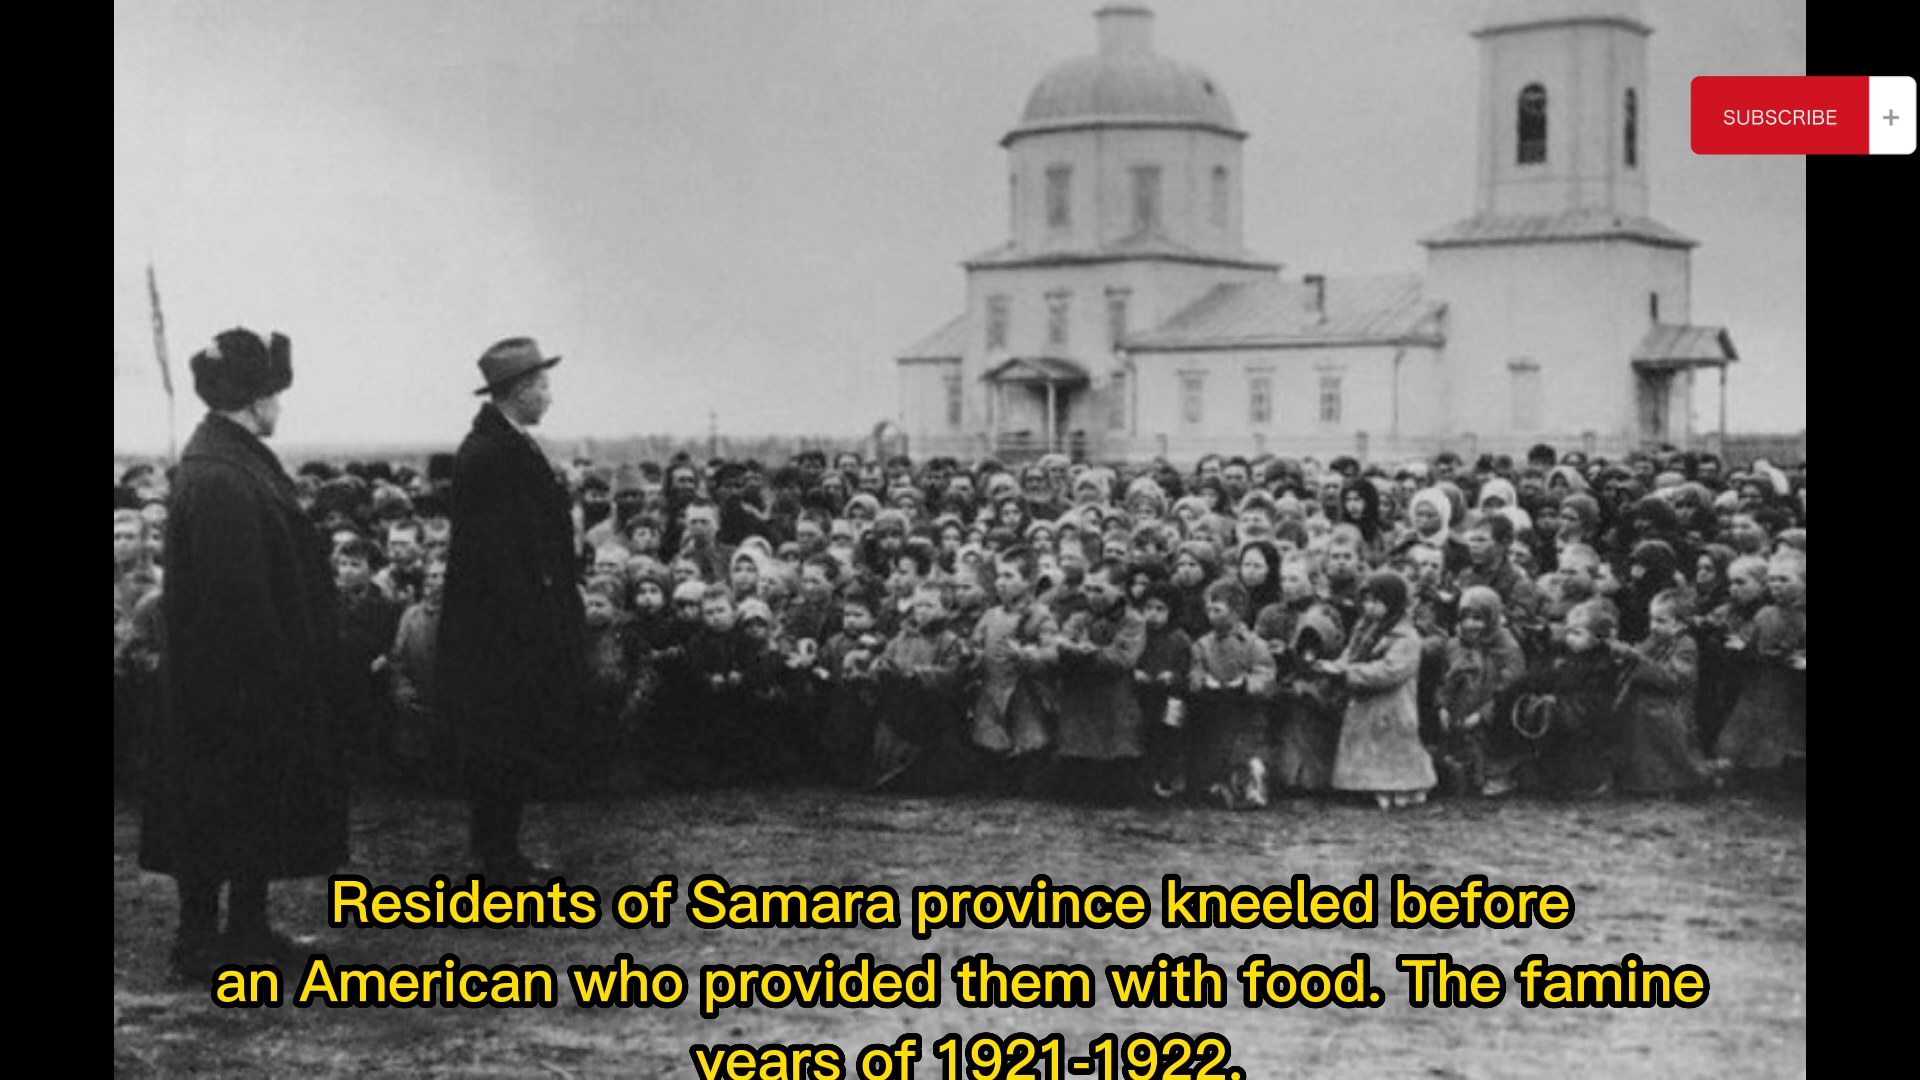 SUBSCRIBE +
Residents of Samara province kneeled before
an American who provided them with food. The famine
years of 1921-1922.